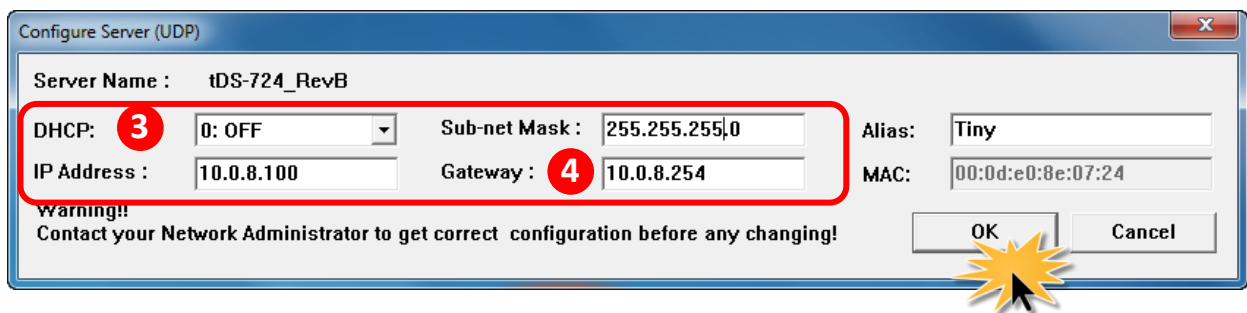 Configure Server (UDP)
x
Server Name : tDS-724_RevB
DHCP: 3 0: OFF Sub-net Mask : 255.255.255.0 Alias: Tiny
IP Address : 10.0.8.100 Gateway : 4 10.0.8.254 MAC: 00:0d:e0:8e:07:24
Warning!!
Contact your Network Administrator to get correct configuration before any changing!
OK Cancel